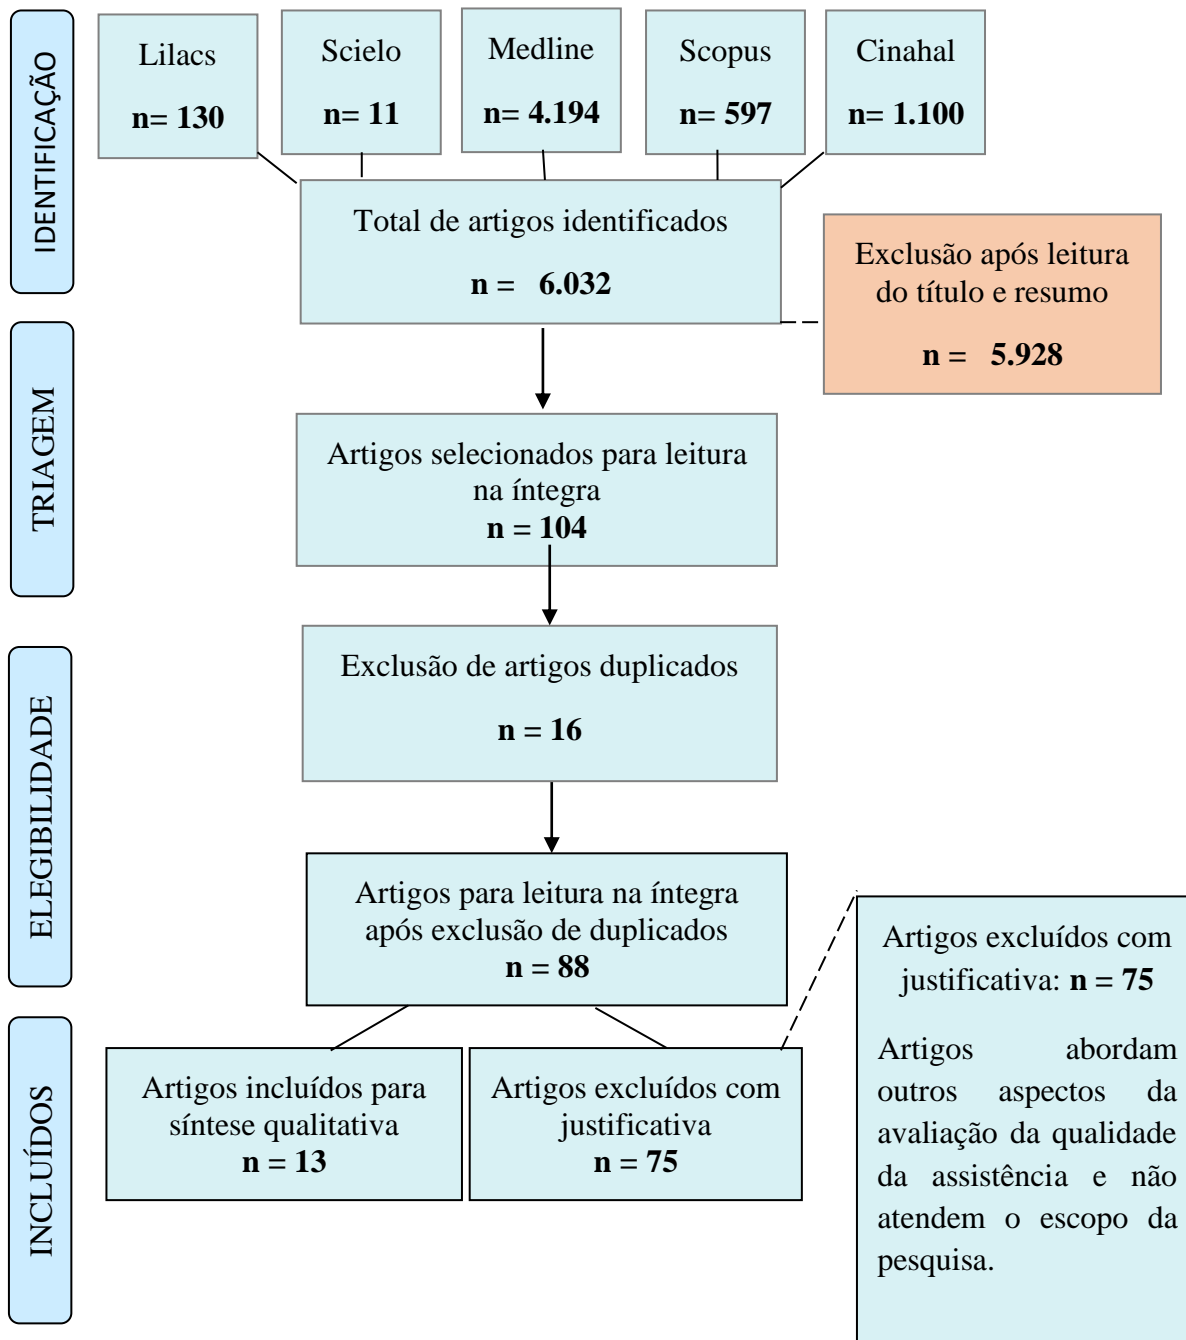 IDENTIFICAÇÃO
Lilacs
n= 130
Scielo
n= 11
Medline
n= 4.194
Scopus
n= 597
Cinahal
n= 1.100
Total de artigos identificados
n = 6.032
Exclusão após leitura
do título e resumo
n = 5.928
TRIAGEM
Artigos selecionados para leitura
na íntegra
n = 104
ELEGIBILIDADE
Exclusão de artigos duplicados
n = 16
Artigos para leitura na íntegra
após exclusão de duplicados
n = 88
INCLUÍDOS
Artigos incluídos para
síntese qualitativa
n = 13
Artigos excluídos com
justificativa
n = 75
Artigos excluídos com
justificativa: n = 75
Artigos abordam
outros aspectos da
avaliação da qualidade
da assistência e não
atendem o escopo da
pesquisa.